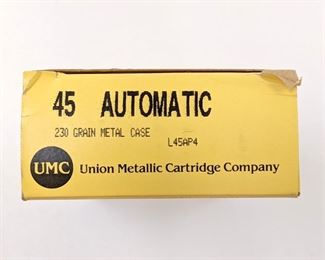 45 AUTOMATIC
230 GRAIN METAL CASE
L45AP4
UMC Union Metallic Cartridge Company